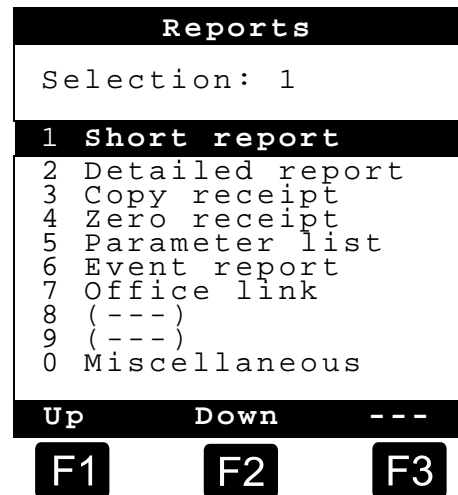 Reports
Selection: 1
1 Short report
2 Detailed report
3 Copy receipt
4 Zero receipt
5 Parameter list
6 Event report
7 Office link
8 (---)
9 (---)
0 Miscellaneous
Up Down ---
F1 F2 F3